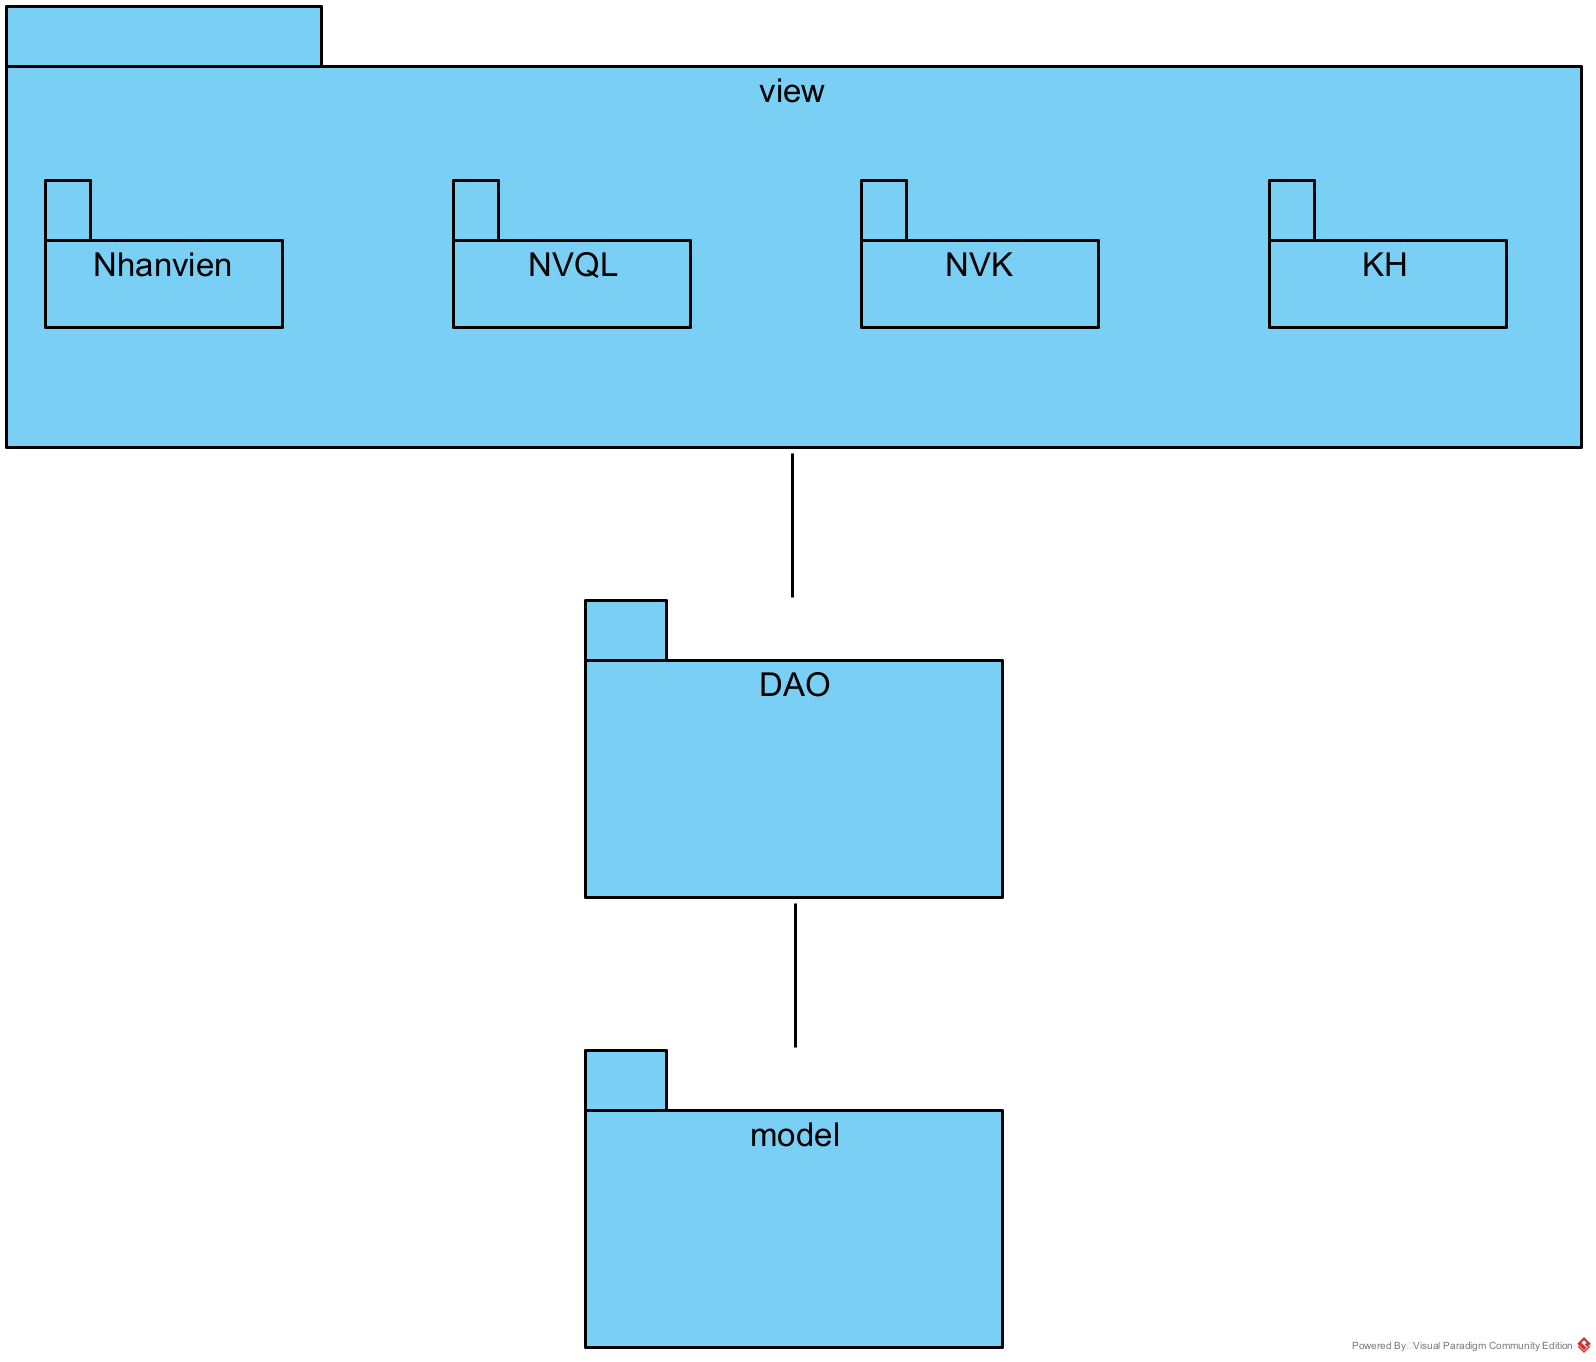 view
Nhanvien
NVQL
NVK
KH
DAO
model
Powered By Visual Paradigm Community Edition